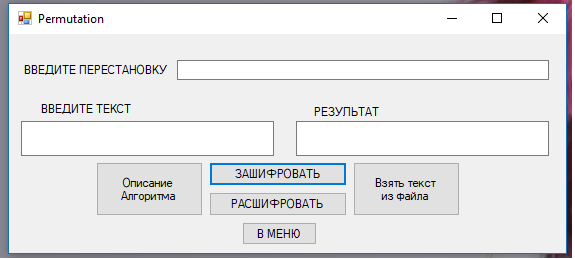 Permutation
ВВЕДИТЕ ПЕРЕСТАНОВКУ
ВВЕДИТЕ ТЕКСТ
РЕЗУЛЬТАТ
Описание
Алгоритма
ЗАШИФРОВАТЬ
РАСШИФРОВАТЬ
Взять текст
из файла
В МЕНЮ